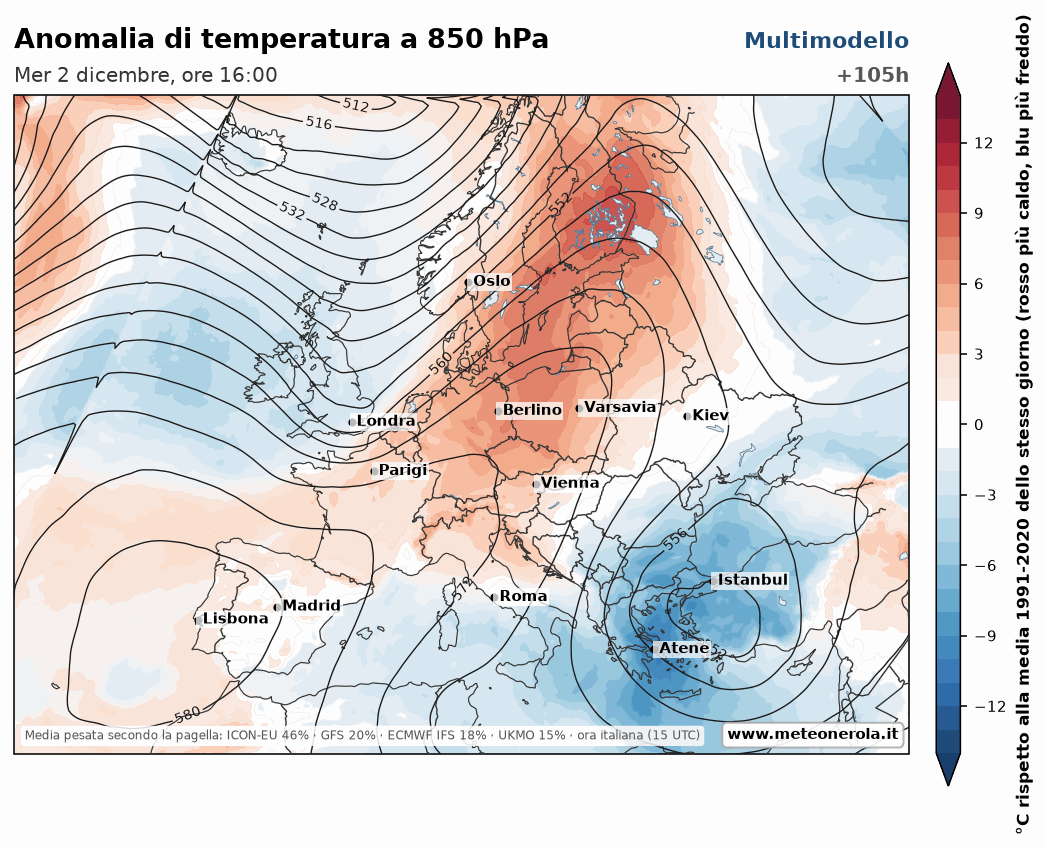 Anomalia di temperatura a 850 hPa
Multimodello
Mer 2 dicembre, ore 16:00
+105h
512
516
528
532
552
Oslo
560
Berlino
Varsavia
Kiev
Londra
Parigi
Vienna
556
Istanbul
Roma
Madrid
Lisbona
Atene
580
Media pesata secondo la pagella: ICON-EU 46% · GFS 20% · ECMWF IFS 18% · UKMO 15% · ora italiana (15 UTC)
www.meteonerola.it
12
9
6
3
0
−3
−6
−9
−12
°C rispetto alla media 1991-2020 dello stesso giorno (rosso più caldo, blu più freddo)